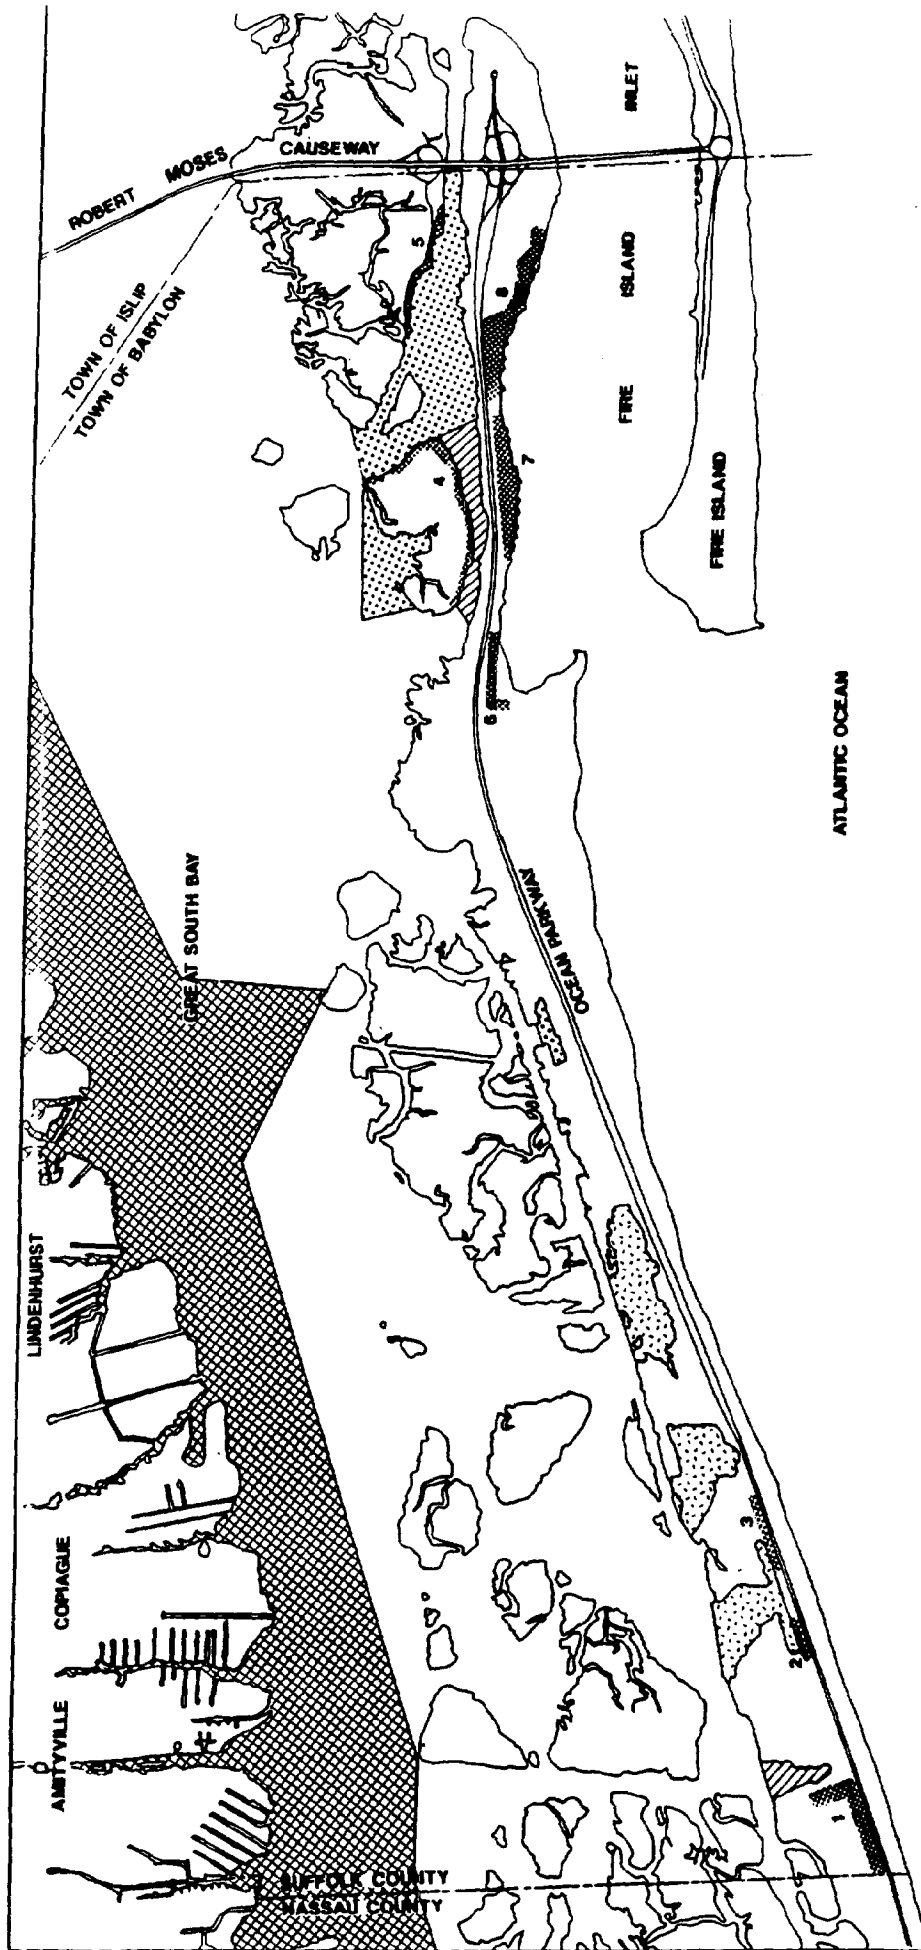 LINDENHURST
COPIAGUE
AMITYVILLE
GREAT SOUTH BAY
SUFFOLK COUNTY
NASSAU COUNTY
TOWN OF ISLIP
TOWN OF BABYLON
ROBERT MOSES CAUSEWAY
OCEAN PARKWAY
FIRE ISLAND INLET
FIRE ISLAND
ATLANTIC OCEAN
1
2
3
4
5
6
7
8